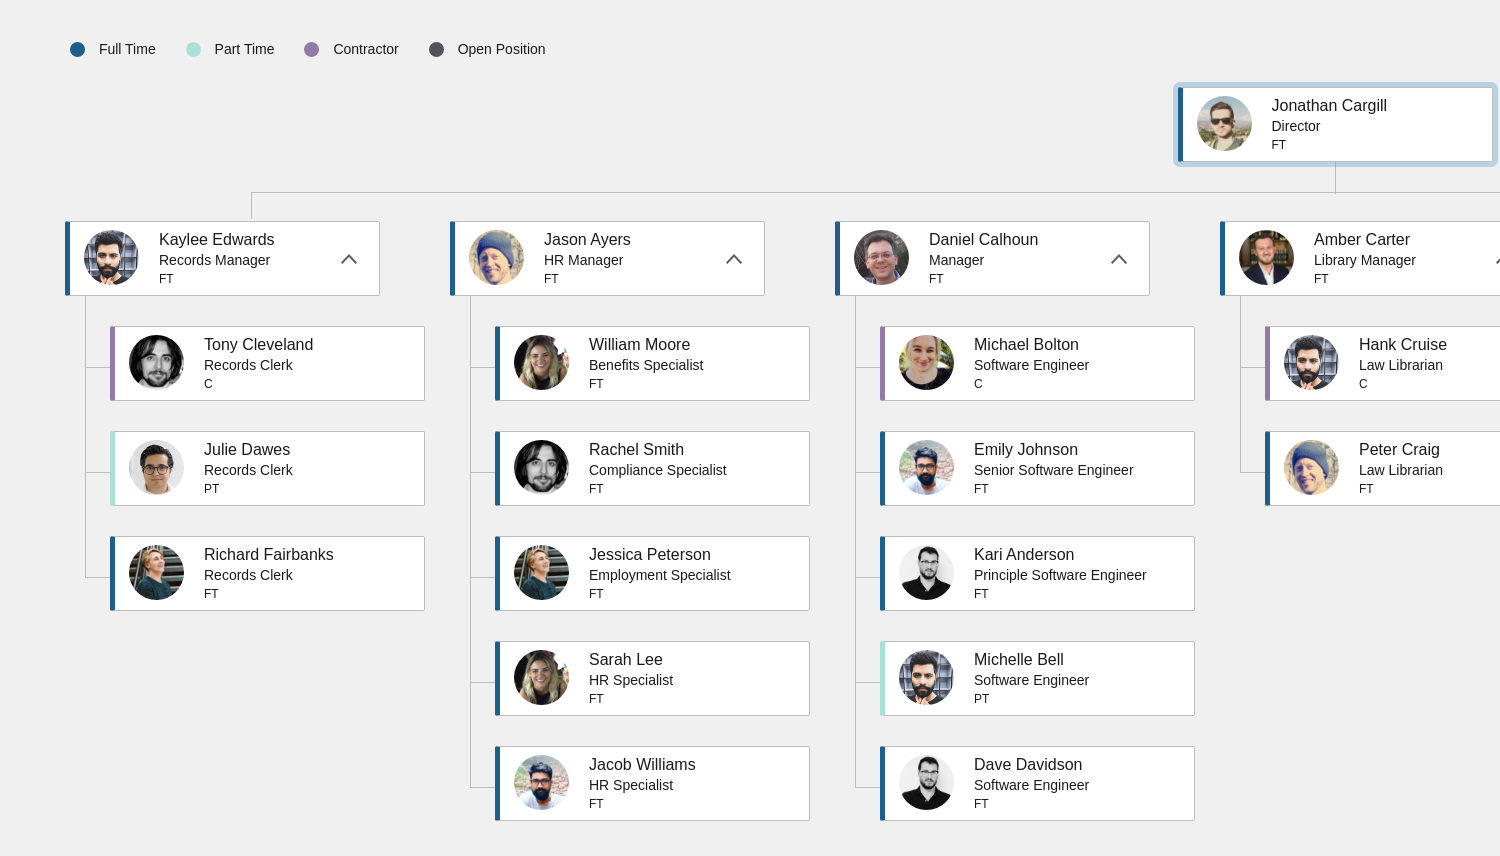 Full Time
Part Time
Contractor
Open Position
Jonathan Cargill
Director
FT
Kaylee Edwards
Records Manager
FT
Jason Ayers
HR Manager
FT
Daniel Calhoun
Manager
FT
Amber Carter
Library Manager
FT
Tony Cleveland
Records Clerk
C
William Moore
Benefits Specialist
FT
Michael Bolton
Software Engineer
C
Hank Cruise
Law Librarian
C
Julie Dawes
Records Clerk
PT
Rachel Smith
Compliance Specialist
FT
Emily Johnson
Senior Software Engineer
FT
Peter Craig
Law Librarian
FT
Richard Fairbanks
Records Clerk
FT
Jessica Peterson
Employment Specialist
FT
Kari Anderson
Principle Software Engineer
FT
Sarah Lee
HR Specialist
FT
Michelle Bell
Software Engineer
PT
Jacob Williams
HR Specialist
FT
Dave Davidson
Software Engineer
FT